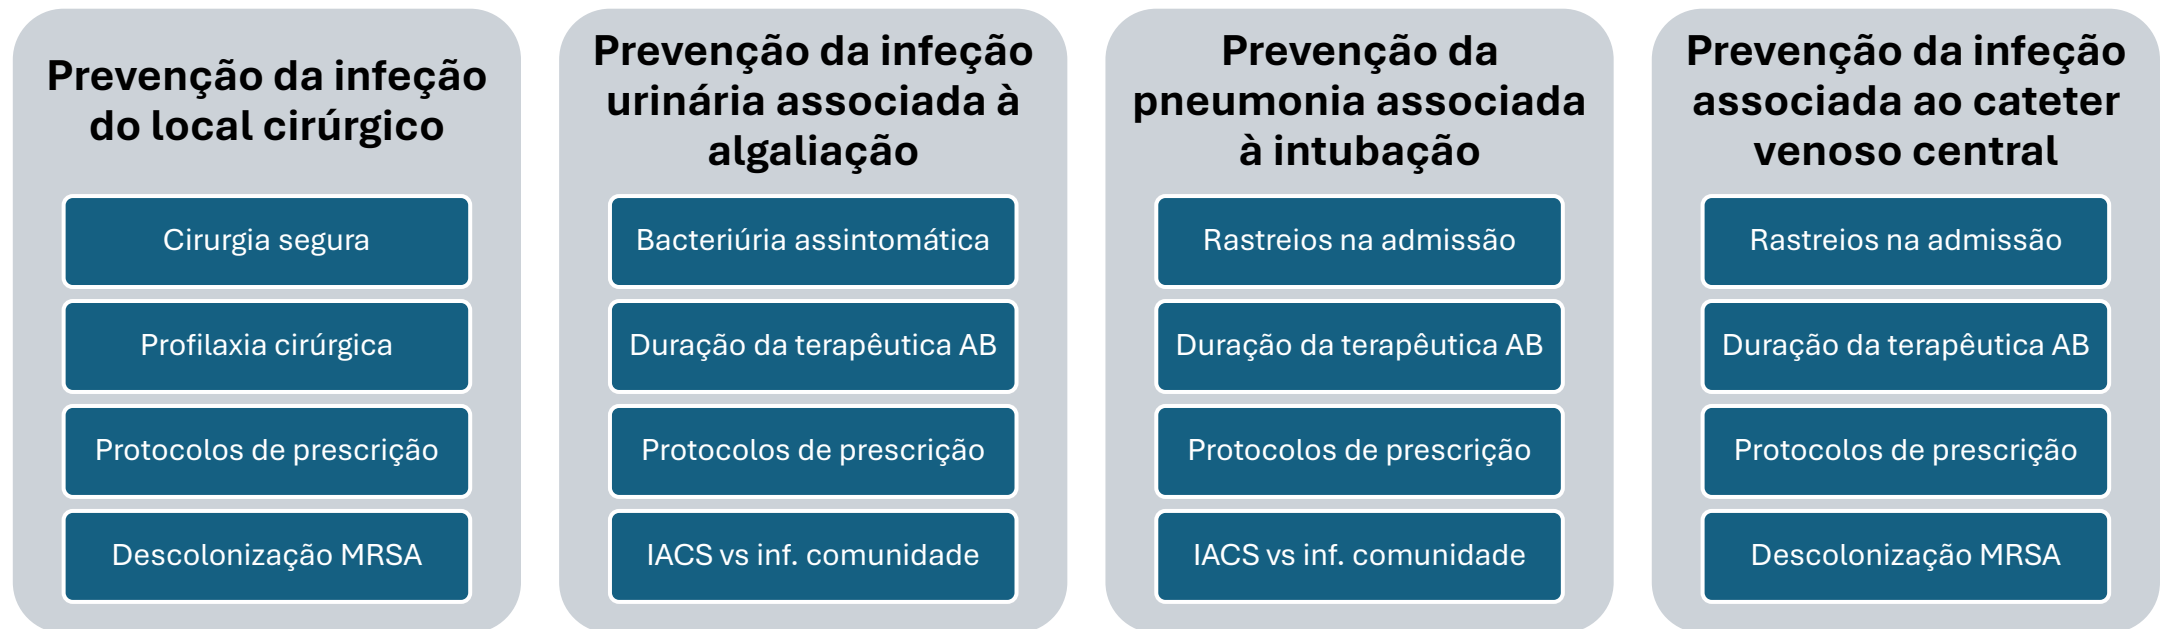 Prevenção da infeção
do local cirúrgico
Cirurgia segura
Profilaxia cirúrgica
Protocolos de prescrição
Descolonização MRSA
Prevenção da infeção
urinária associada à
algaliação
Bacteriúria assintomática
Duração da terapêutica AB
Protocolos de prescrição
IACS vs inf. comunidade
Prevenção da
pneumonia associada
à intubação
Rastreios na admissão
Duração da terapêutica AB
Protocolos de prescrição
IACS vs inf. comunidade
Prevenção da infeção
associada ao cateter
venoso central
Rastreios na admissão
Duração da terapêutica AB
Protocolos de prescrição
Descolonização MRSA